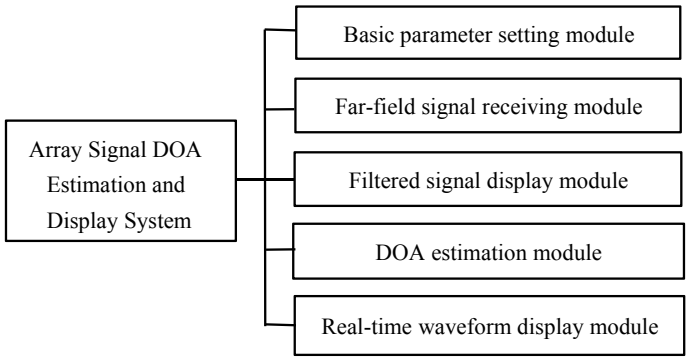 Basic parameter setting module
Far-field signal receiving module
Array Signal DOA
Estimation and
Display System
Filtered signal display module
DOA estimation module
Real-time waveform display module